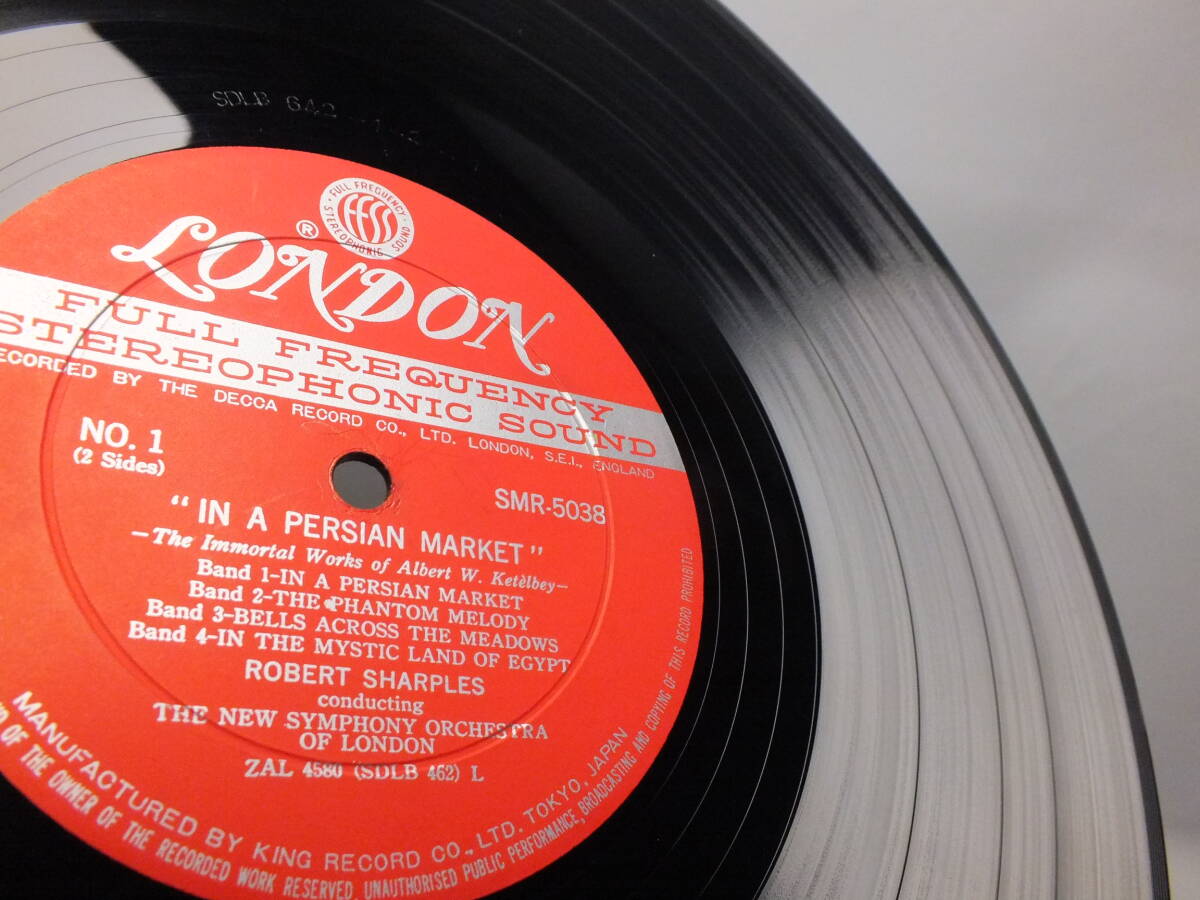 SDLB 642
FULL FREQUENCY
FFSS
STEREOPHONIC SOUND
LONDON ®
FULL FREQUENCY
STEREOPHONIC SOUND
RECORDED BY THE DECCA RECORD CO., LTD. LONDON, S.E.I., ENGLAND
NO. 1
(2 Sides)
SMR-5038
"IN A PERSIAN MARKET"
—The Immortal Works of Albert W. Ketèlbey—
Band 1-IN A PERSIAN MARKET
Band 2-THE PHANTOM MELODY
Band 3-BELLS ACROSS THE MEADOWS
Band 4-IN THE MYSTIC LAND OF EGYPT
ROBERT SHARPLES
conducting
THE NEW SYMPHONY ORCHESTRA
OF LONDON
ZAL 4580 (SDLB 462) L
MANUFACTURED BY KING RECORD CO., LTD. TOKYO, JAPAN
OF THE OWNER OF THE RECORDED WORK RESERVED, UNAUTHORISED PUBLIC PERFORMANCE, BROADCASTING AND COPYING OF THIS RECORD PROHIBITED